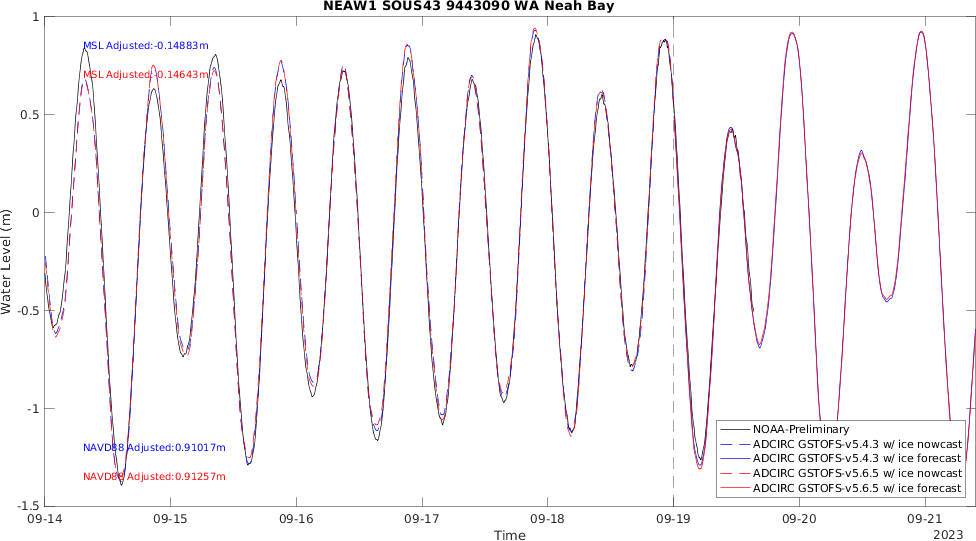 NEAW1 SOUS43 9443090 WA Neah Bay
MSL Adjusted:-0.14883m
MSL Adjusted:-0.14643m
NAVD88 Adjusted:0.91017m
NAVD88 Adjusted:0.91257m
Water Level (m)
1
0.5
0
-0.5
-1
-1.5
NOAA-Preliminary
ADCIRC GSTOFS-v5.4.3 w/ ice nowcast
ADCIRC GSTOFS-v5.4.3 w/ ice forecast
ADCIRC GSTOFS-v5.6.5 w/ ice nowcast
ADCIRC GSTOFS-v5.6.5 w/ ice forecast
09-14 09-15 09-16 09-17 09-18 09-19 09-20 09-21
Time
2023